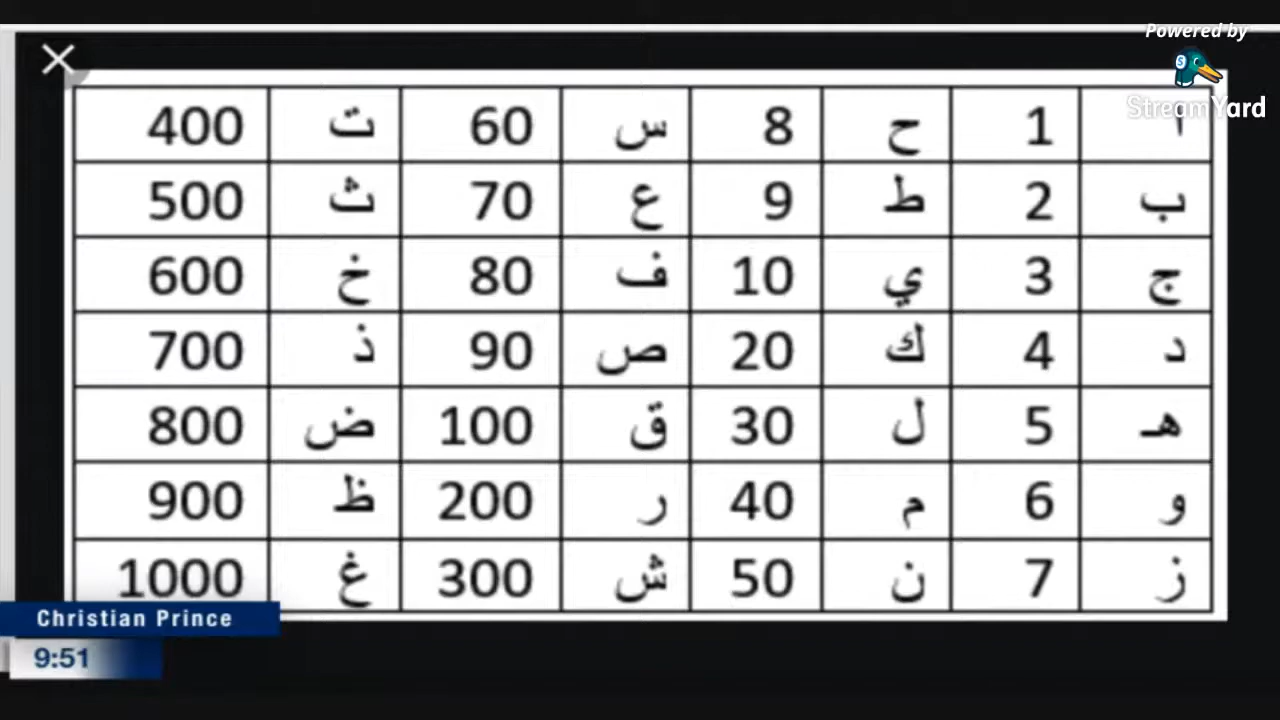 Powered by
StreamYard
ا 1 ح 8 س 60 ت 400
ب 2 ط 9 ع 70 ث 500
ج 3 ي 10 ف 80 خ 600
د 4 ك 20 ص 90 ذ 700
هـ 5 ل 30 ق 100 ض 800
و 6 م 40 ر 200 ظ 900
ز 7 ن 50 ش 300 غ 1000
Christian Prince
9:51